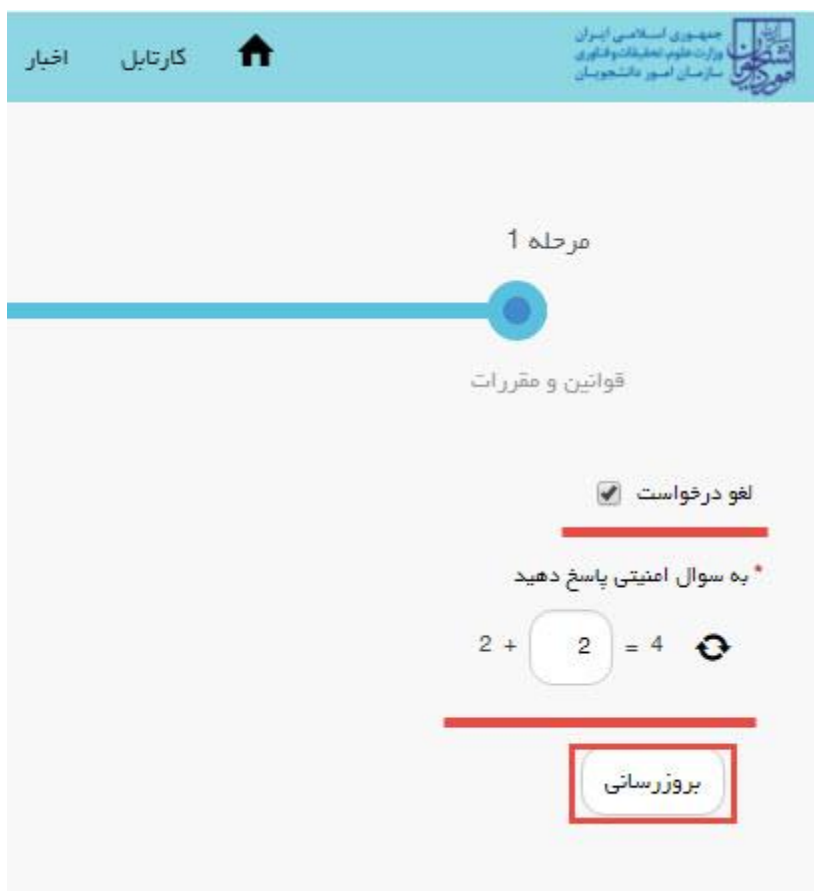 جمهوری اسلامی ایران
وزارت علوم، تحقیقات و فناوری
سازمان امور دانشجویان
کارتابل
اخبار
مرحله 1
قوانین و مقررات
لغو درخواست
* به سوال امنیتی پاسخ دهید
2 + 2 = 4
بروزرسانی